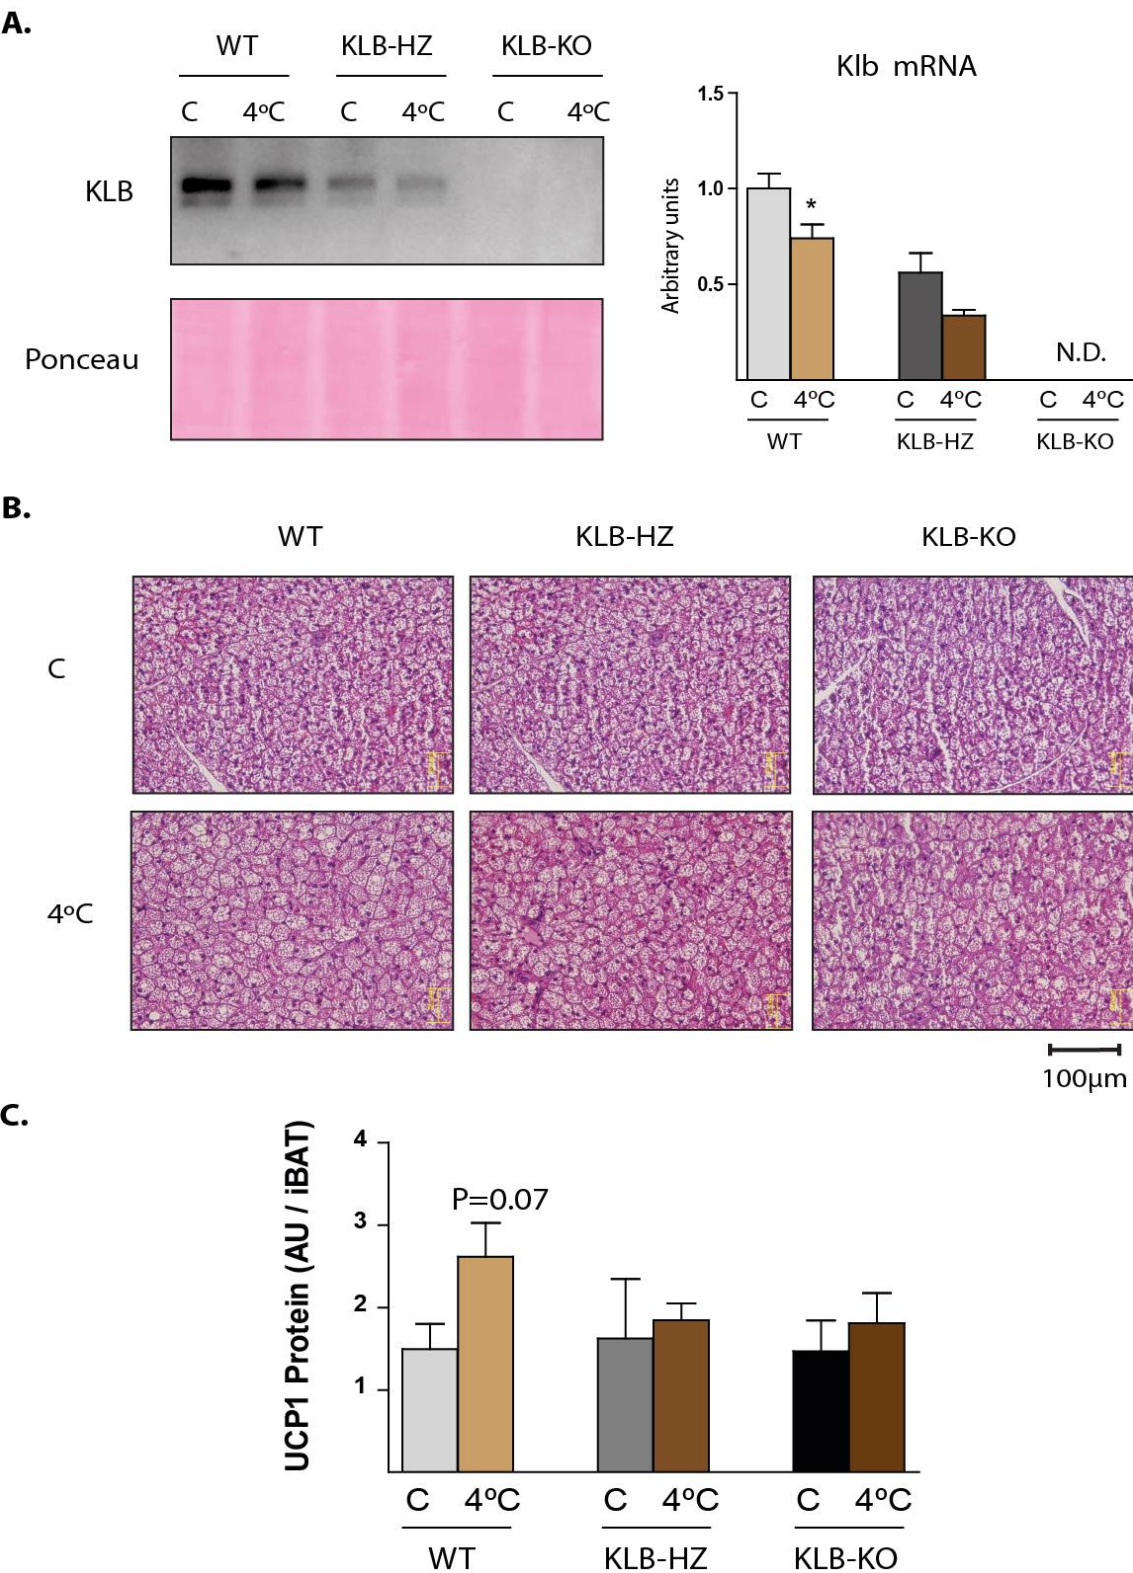 A.
WT KLB-HZ KLB-KO
C 4ºC C 4ºC C 4ºC
KLB
Ponceau
Klb mRNA
Arbitrary units
1.5
1.0
0.5
*
N.D.
C 4ºC C 4ºC C 4ºC
WT KLB-HZ KLB-KO
B.
WT KLB-HZ KLB-KO
C
4ºC
100µm
C.
UCP1 Protein (AU / iBAT)
4
3
2
1
P=0.07
C 4ºC C 4ºC C 4ºC
WT KLB-HZ KLB-KO